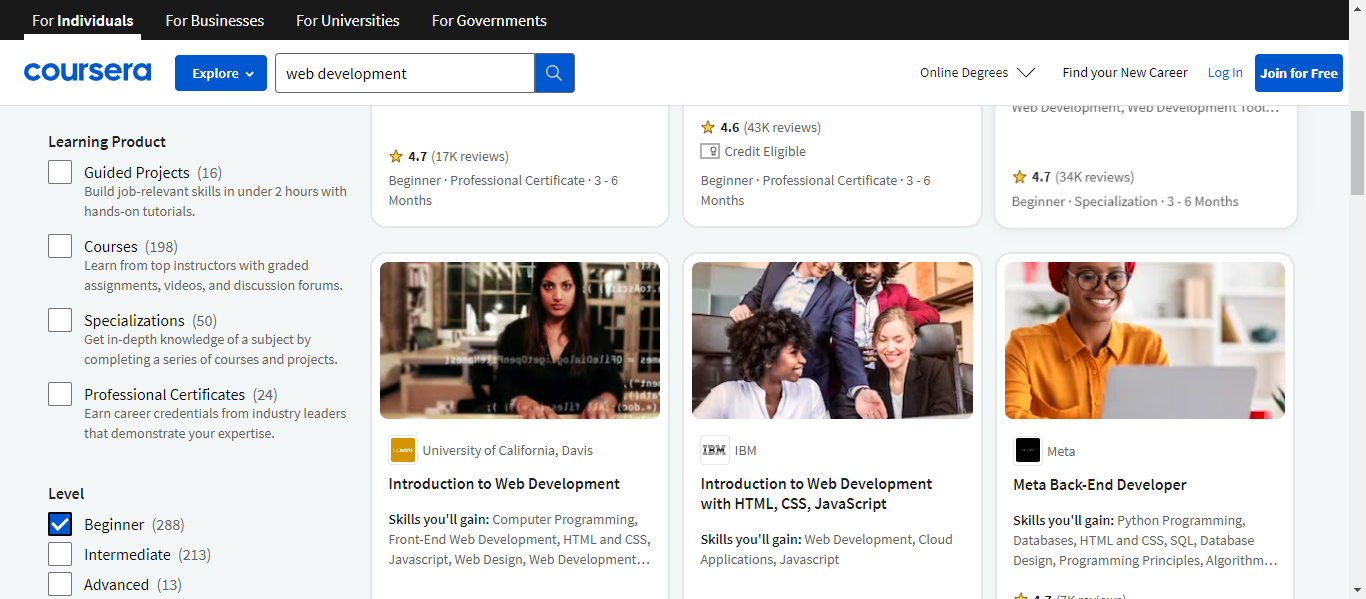 For Individuals
For Businesses
For Universities
For Governments
coursera
Explore
web development
Online Degrees
Find your New Career
Log In
Join for Free
Learning Product
Guided Projects (16)
Build job-relevant skills in under 2 hours with
hands-on tutorials.
Courses (198)
Learn from top instructors with graded
assignments, videos, and discussion forums.
Specializations (50)
Get in-depth knowledge of a subject by
completing a series of courses and projects.
Professional Certificates (24)
Earn career credentials from industry leaders
that demonstrate your expertise.
Level
Beginner (288)
Intermediate (213)
Advanced (13)
4.7 (17K reviews)
Beginner · Professional Certificate · 3 - 6
Months
4.6 (43K reviews)
Credit Eligible
Beginner · Professional Certificate · 3 - 6
Months
Web Development, Web Development Tool...
4.7 (34K reviews)
Beginner · Specialization · 3 - 6 Months
University of California, Davis
Introduction to Web Development
Skills you'll gain: Computer Programming,
Front-End Web Development, HTML and CSS,
Javascript, Web Design, Web Development...
IBM
IBM
Introduction to Web Development
with HTML, CSS, JavaScript
Skills you'll gain: Web Development, Cloud
Applications, Javascript
Meta
Meta Back-End Developer
Skills you'll gain: Python Programming,
Databases, HTML and CSS, SQL, Database
Design, Programming Principles, Algorithm...
4.7 (7K reviews)